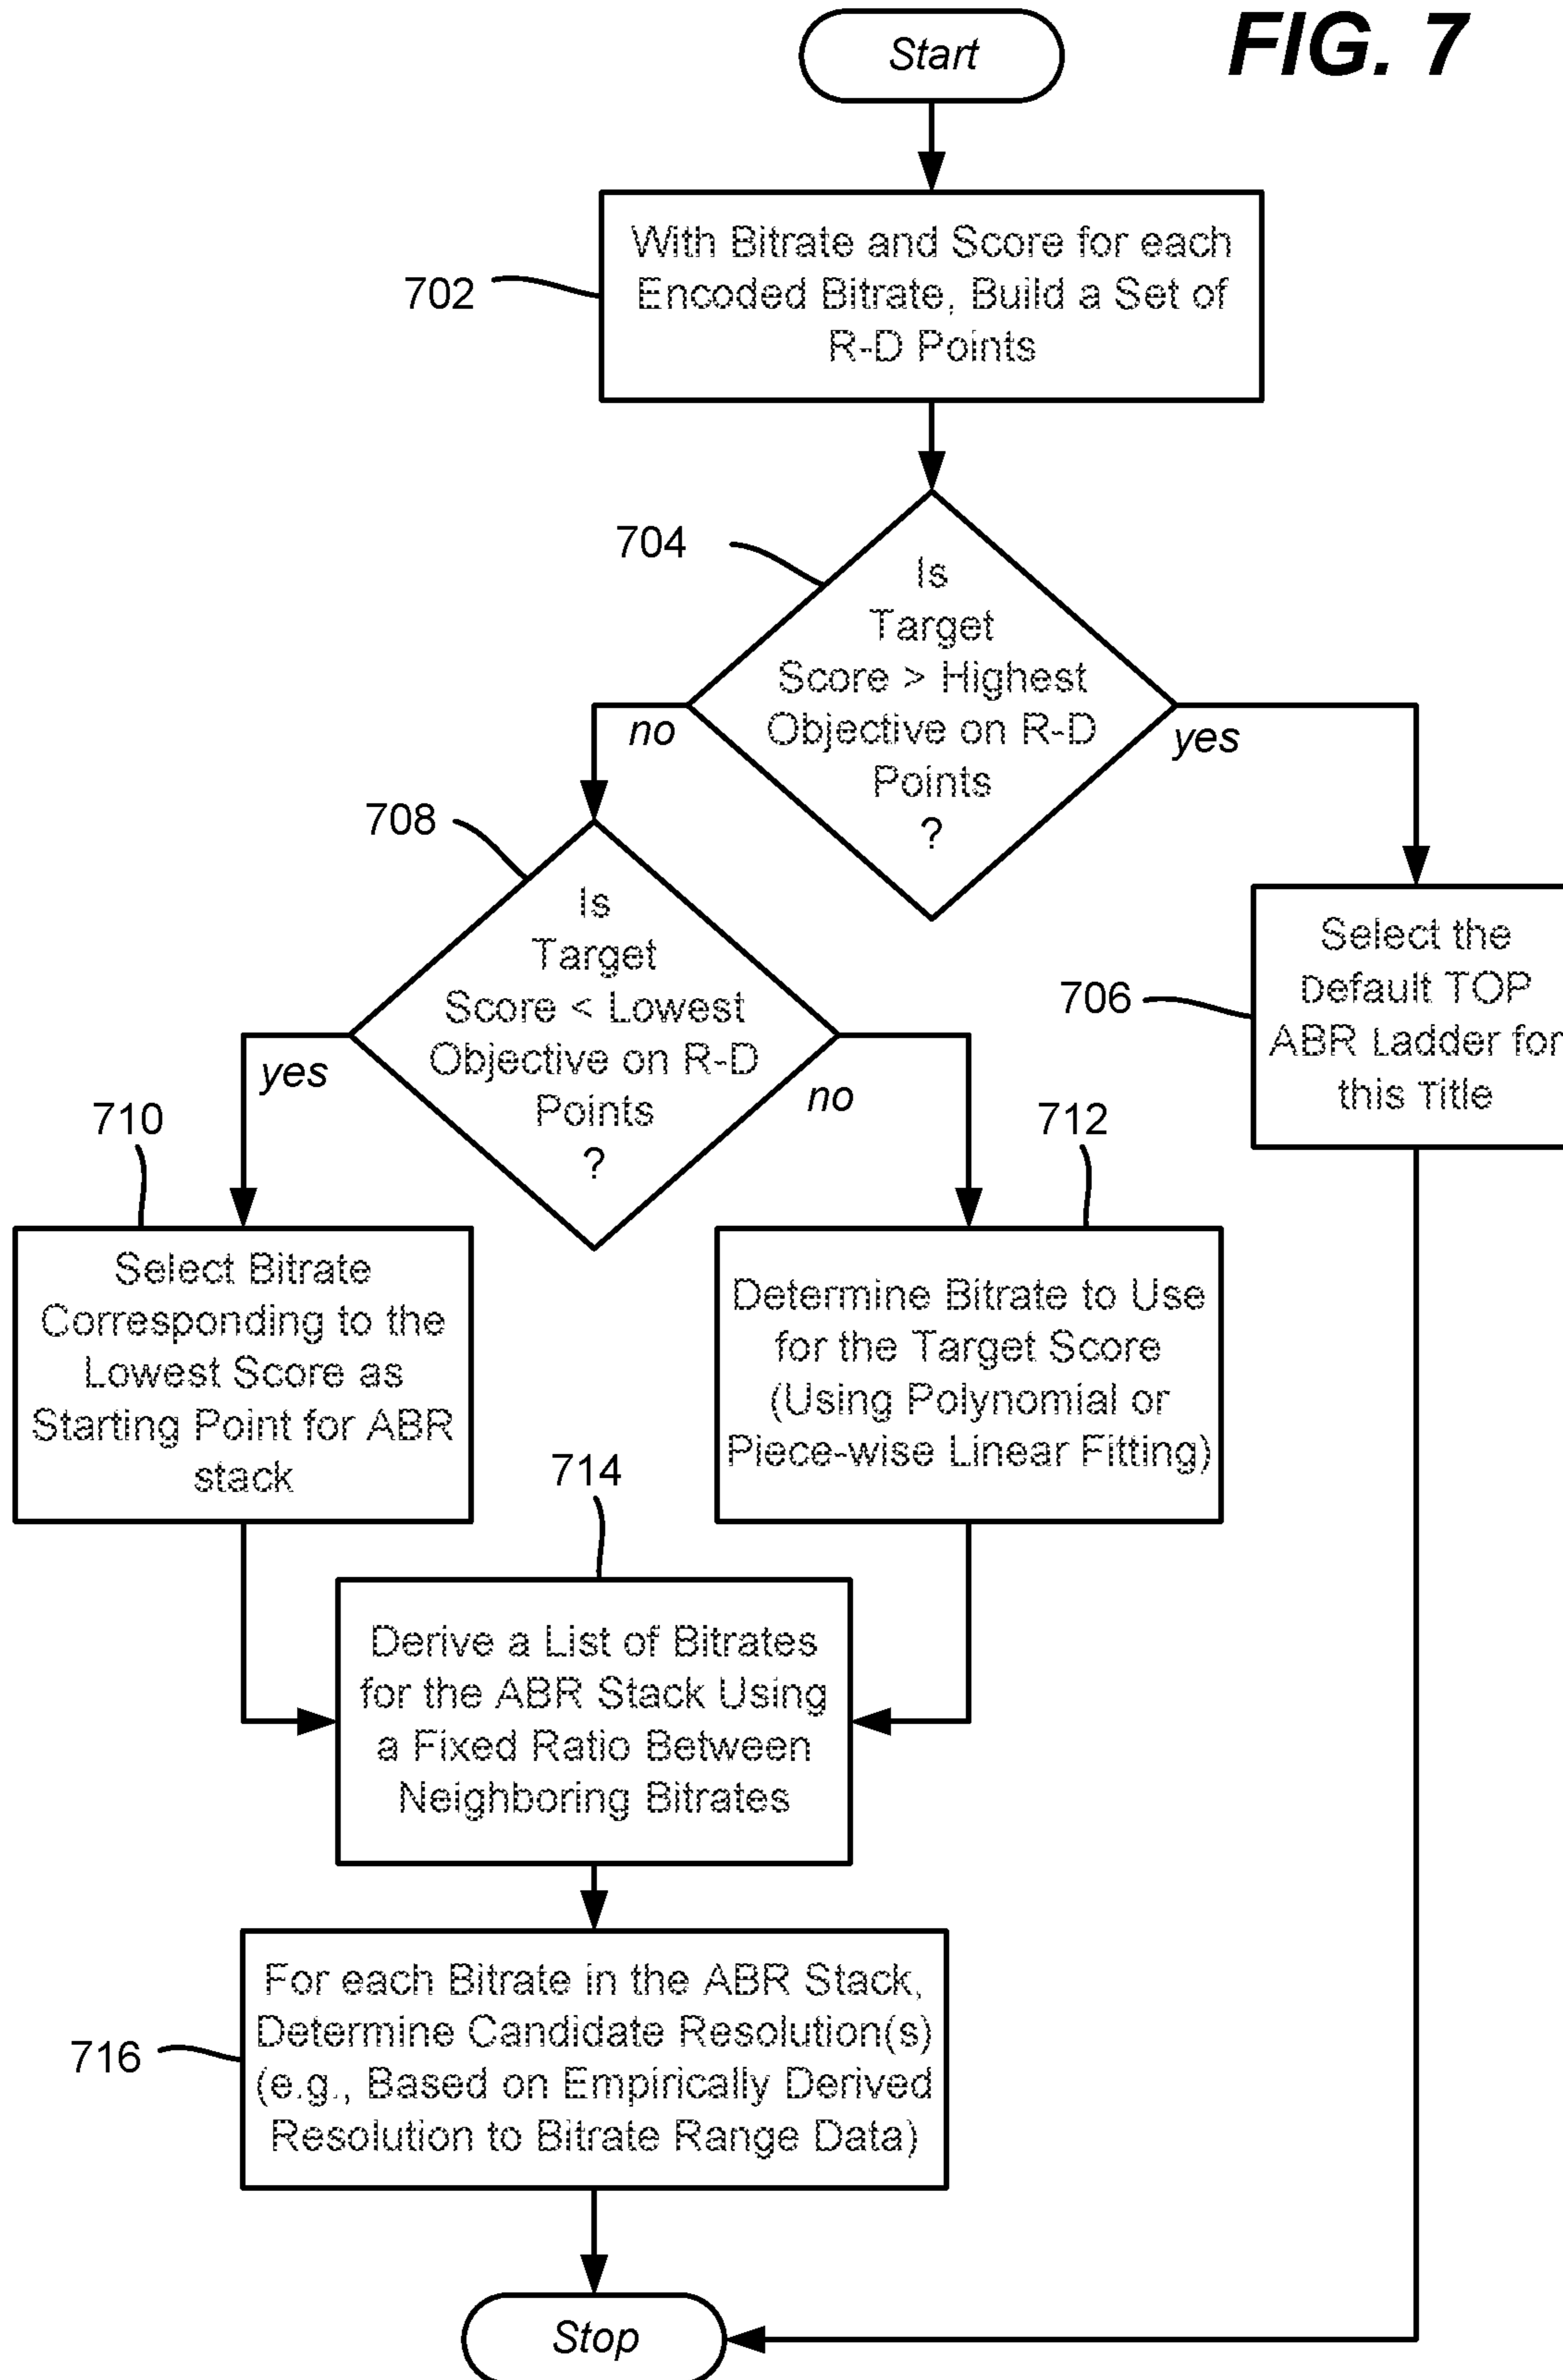 FIG. 7
Start
702
With Bitrate and Score for each
Encoded Bitrate, Build a Set of
R-D Points
704
Is
Target
Score > Highest
Objective on R-D
Points
?
no
yes
708
Is
Target
Score < Lowest
Objective on R-D
Points
?
yes
no
706
Select the
Default TOP
ABR Ladder for
this Title
710
Select Bitrate
Corresponding to the
Lowest Score as
Starting Point for ABR
stack
712
Determine Bitrate to Use
for the Target Score
(Using Polynomial or
Piece-wise Linear Fitting)
714
Derive a List of Bitrates
for the ABR Stack Using
a Fixed Ratio Between
Neighboring Bitrates
716
For each Bitrate in the ABR Stack,
Determine Candidate Resolution(s)
(e.g., Based on Empirically Derived
Resolution to Bitrate Range Data)
Stop